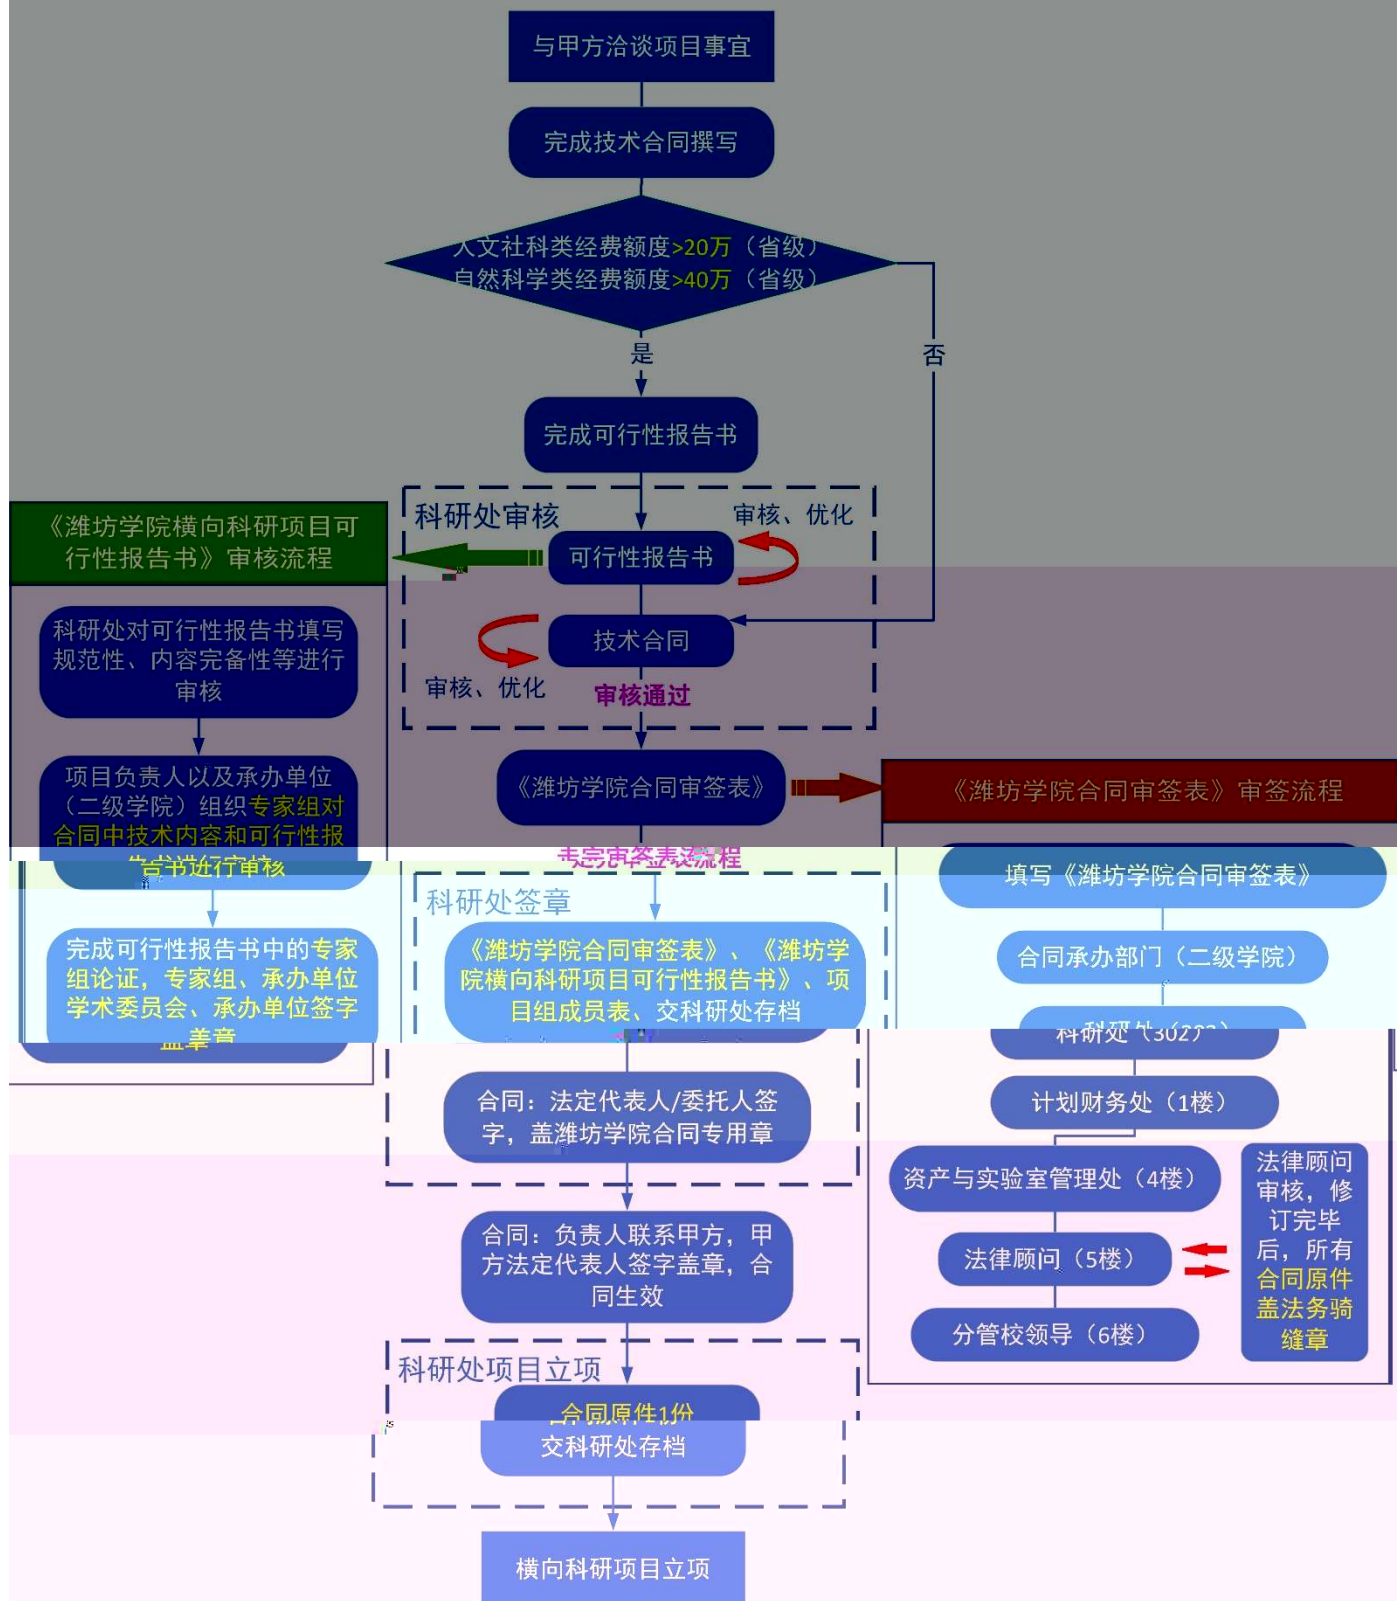 与甲方洽谈项目事宜
完成技术合同撰写
人文社科类经费额度>20万（省级）
自然科学类经费额度>40万（省级）
是
否
完成可行性报告书
科研处审核
审核、优化
可行性报告书
技术合同
审核、优化
审核通过
《潍坊学院横向科研项目可
行性报告书》审核流程
科研处对可行性报告书填写
规范性、内容完备性等进行
审核
项目负责人以及承办单位
（二级学院）组织专家组对
合同中技术内容和可行性报
告书进行审核
完成可行性报告书中的专家
组论证，专家组、承办单位
学术委员会、承办单位签字
盖章
《潍坊学院合同审签表》
走完审签表流程
《潍坊学院合同审签表》审签流程
填写《潍坊学院合同审签表》
合同承办部门（二级学院）
科研处（302）
计划财务处（1楼）
资产与实验室管理处（4楼）
法律顾问（5楼）
分管校领导（6楼）
法律顾问
审核，修
订完毕
后，所有
合同原件
盖法务骑
缝章
科研处签章
《潍坊学院合同审签表》、《潍坊学
院横向科研项目可行性报告书》、项
目组成员表、交科研处存档
合同：法定代表人/委托人签
字，盖潍坊学院合同专用章
合同：负责人联系甲方，甲
方法定代表人签字盖章，合
同生效
科研处项目立项
合同原件1份
交科研处存档
横向科研项目立项